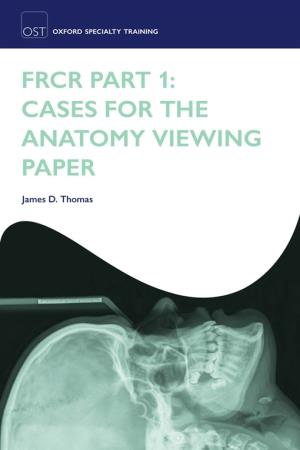 OST OXFORD SPECIALTY TRAINING
FRCR PART 1:
CASES FOR THE
ANATOMY VIEWING
PAPER
James D. Thomas